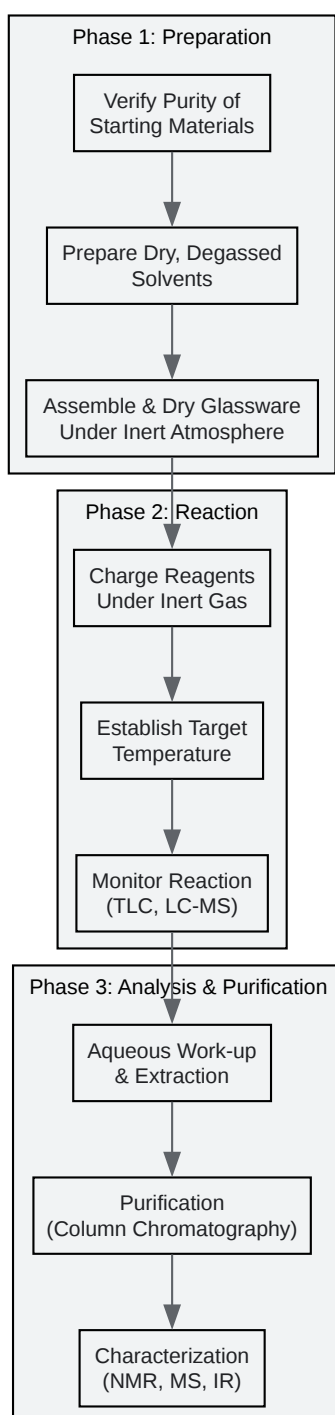 Phase 1: Preparation
Verify Purity of
Starting Materials
Prepare Dry, Degassed
Solvents
Assemble & Dry Glassware
Under Inert Atmosphere
Phase 2: Reaction
Charge Reagents
Under Inert Gas
Establish Target
Temperature
Monitor Reaction
(TLC, LC-MS)
Phase 3: Analysis & Purification
Aqueous Work-up
& Extraction
Purification
(Column Chromatography)
Characterization
(NMR, MS, IR)